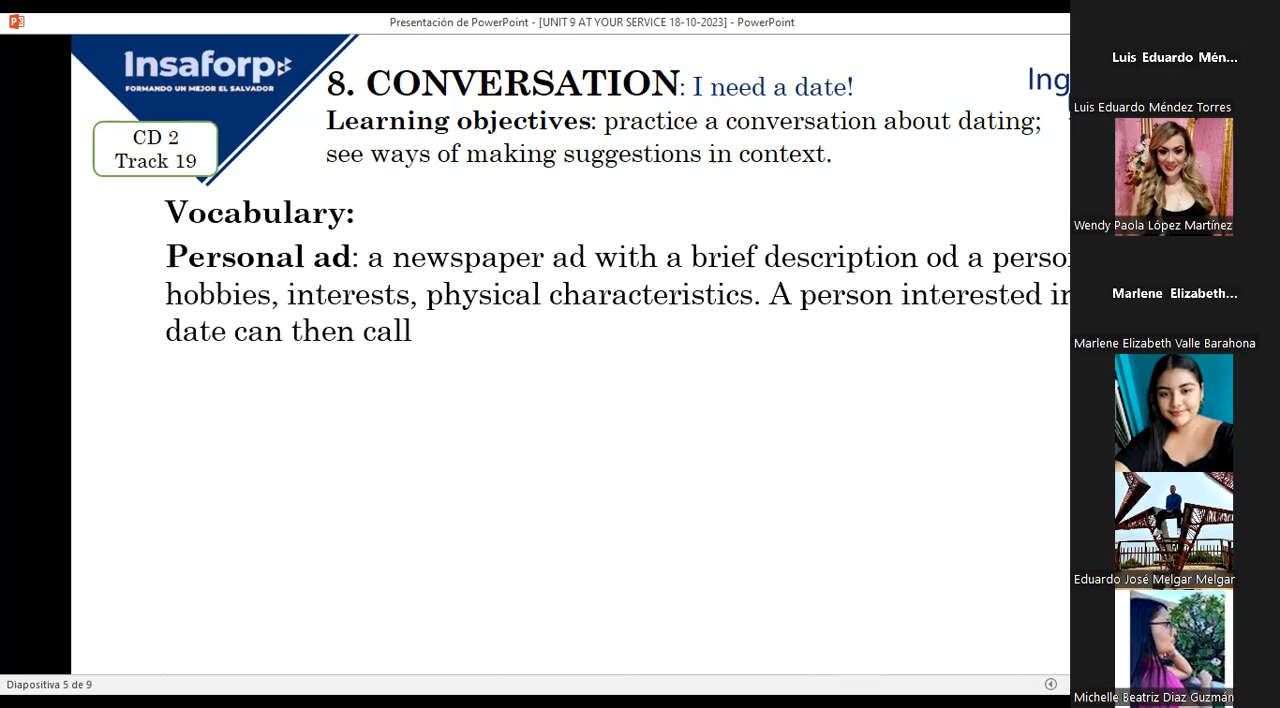 Presentación de PowerPoint - [UNIT 9 AT YOUR SERVICE 18-10-2023] - PowerPoint
Insaforp
FORMANDO UN MEJOR EL SALVADOR
CD 2
Track 19
8. CONVERSATION: I need a date!
Ing
Learning objectives: practice a conversation about dating;
see ways of making suggestions in context.
Vocabulary:
Personal ad: a newspaper ad with a brief description od a person
hobbies, interests, physical characteristics. A person interested in
date can then call
Diapositiva 5 de 9
Luis Eduardo Mén...
Luis Eduardo Méndez Torres
Wendy Paola López Martínez
Marlene Elizabeth...
Marlene Elizabeth Valle Barahona
Eduardo José Melgar Melgar
Michelle Beatriz Diaz Guzmán